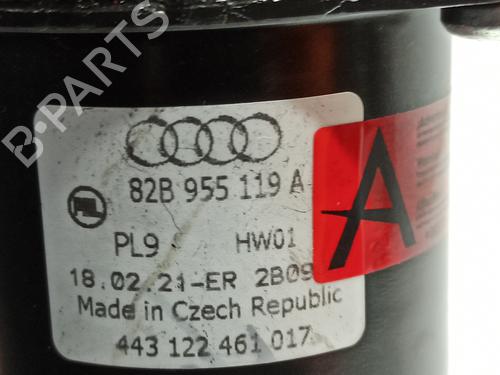 B-PARTS
82B 955 119 A
PL9 HW01
18.02.21-ER 2B09
Made in Czech Republic
443 122 461 017
A